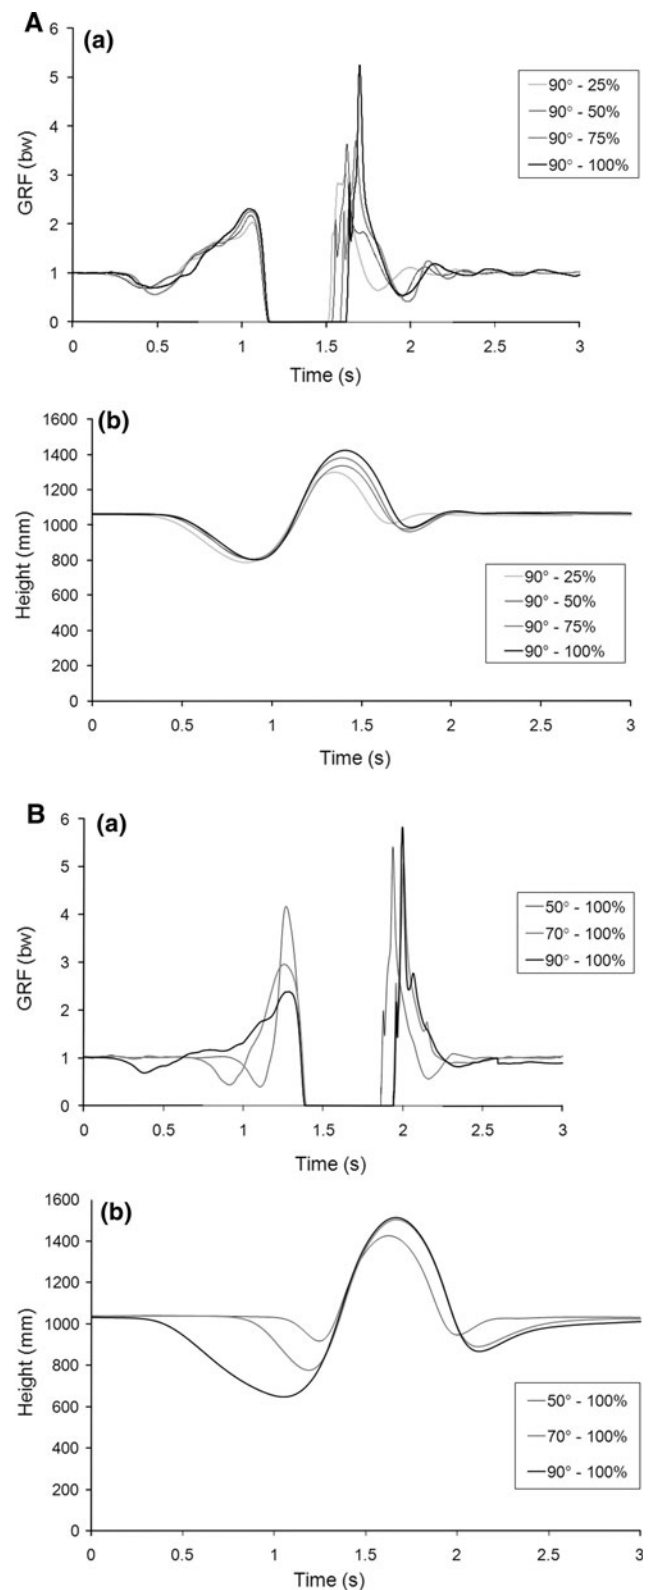 A
(a)
6
5
4
3
2
1
0
GRF (bw)
90° - 25%
90° - 50%
90° - 75%
90° - 100%
0 0.5 1 1.5 2 2.5 3
Time (s)
(b)
1600
1400
1200
1000
800
600
400
200
0
Height (mm)
90° - 25%
90° - 50%
90° - 75%
90° - 100%
0 0.5 1 1.5 2 2.5 3
Time (s)
B
(a)
6
5
4
3
2
1
0
GRF (bw)
50° - 100%
70° - 100%
90° - 100%
0 0.5 1 1.5 2 2.5 3
Time (s)
(b)
1600
1400
1200
1000
800
600
400
200
0
Height (mm)
50° - 100%
70° - 100%
90° - 100%
0 0.5 1 1.5 2 2.5 3
Time (s)